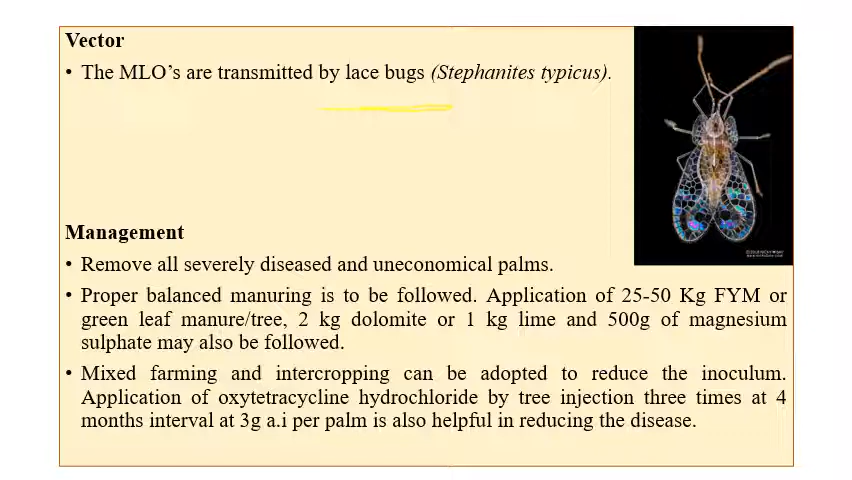 Vector
• The MLO’s are transmitted by lace bugs (Stephanites typicus).
Management
• Remove all severely diseased and uneconomical palms.
• Proper balanced manuring is to be followed. Application of 25-50 Kg FYM or
green leaf manure/tree, 2 kg dolomite or 1 kg lime and 500g of magnesium
sulphate may also be followed.
• Mixed farming and intercropping can be adopted to reduce the inoculum.
Application of oxytetracycline hydrochloride by tree injection three times at 4
months interval at 3g a.i per palm is also helpful in reducing the disease.